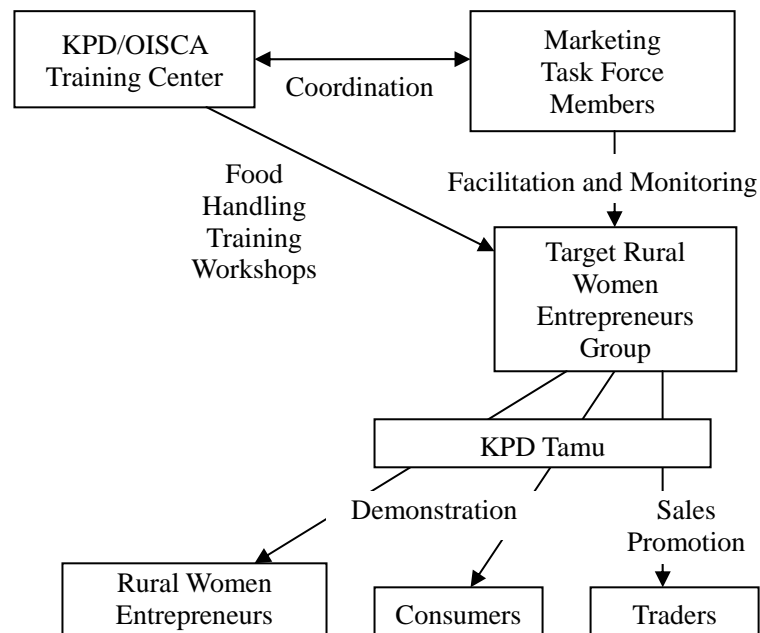 KPD/OISCA
Training Center
Coordination
Marketing
Task Force
Members
Food
Handling
Training
Workshops
Facilitation and Monitoring
Target Rural
Women
Entrepreneurs
Group
KPD Tamu
Demonstration
Sales
Promotion
Rural Women
Entrepreneurs
Consumers
Traders